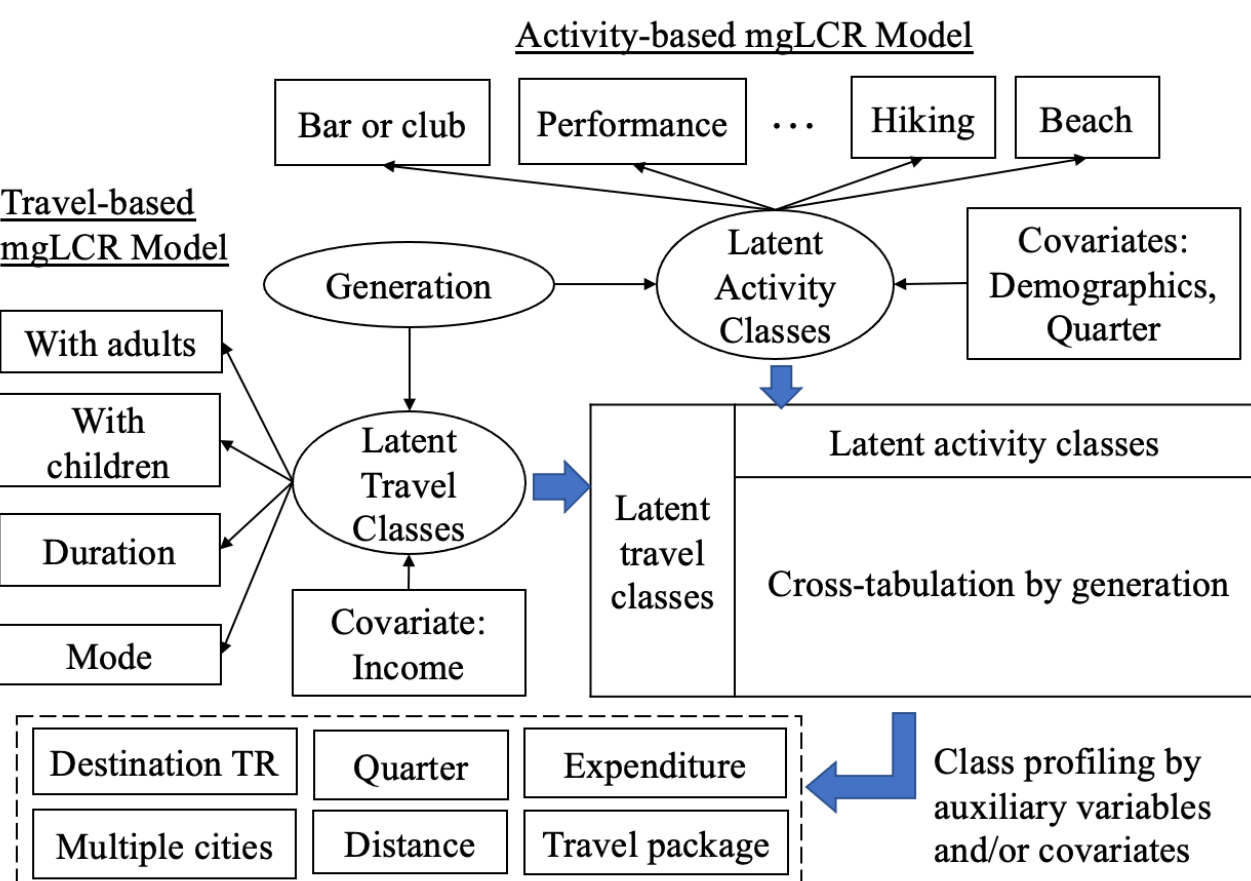 Activity-based mgLCR Model
Bar or club
Performance
...
Hiking
Beach
Travel-based
mgLCR Model
Generation
Latent
Activity
Classes
Covariates:
Demographics,
Quarter
With adults
With
children
Duration
Mode
Latent
Travel
Classes
Covariate:
Income
Latent activity classes
Latent
travel
classes
Cross-tabulation by generation
Destination TR
Quarter
Expenditure
Multiple cities
Distance
Travel package
Class profiling by
auxiliary variables
and/or covariates